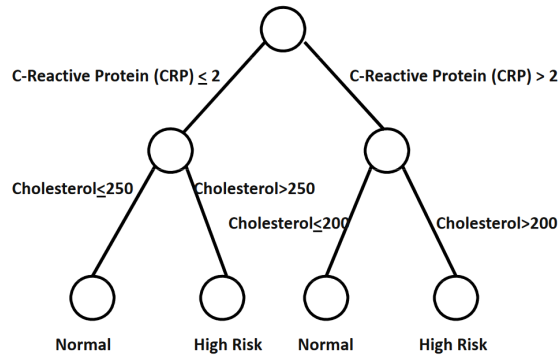 C-Reactive Protein (CRP) ≤ 2
C-Reactive Protein (CRP) > 2
Cholesterol≤250
Cholesterol>250
Cholesterol≤200
Cholesterol>200
Normal
High Risk
Normal
High Risk